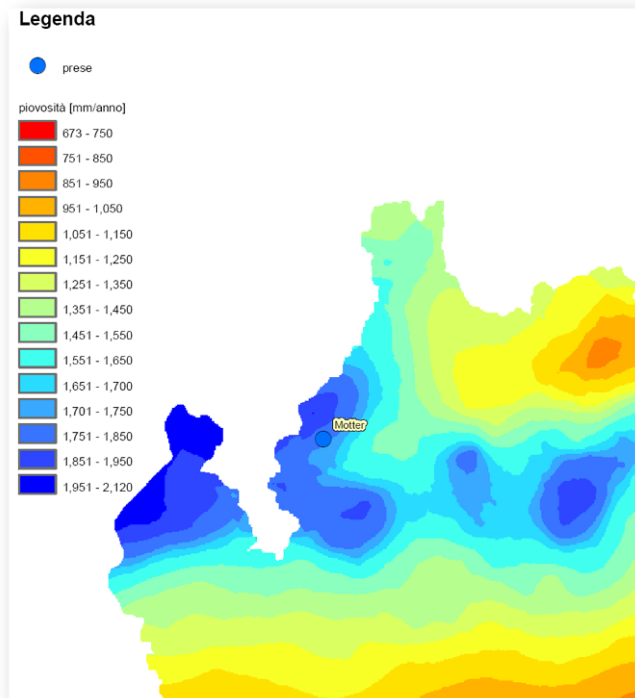 Legenda
prese
piovosità [mm/anno]
673 - 750
751 - 850
851 - 950
951 - 1,050
1,051 - 1,150
1,151 - 1,250
1,251 - 1,350
1,351 - 1,450
1,451 - 1,550
1,551 - 1,650
1,651 - 1,700
1,701 - 1,750
1,751 - 1,850
1,851 - 1,950
1,951 - 2,120
Motter